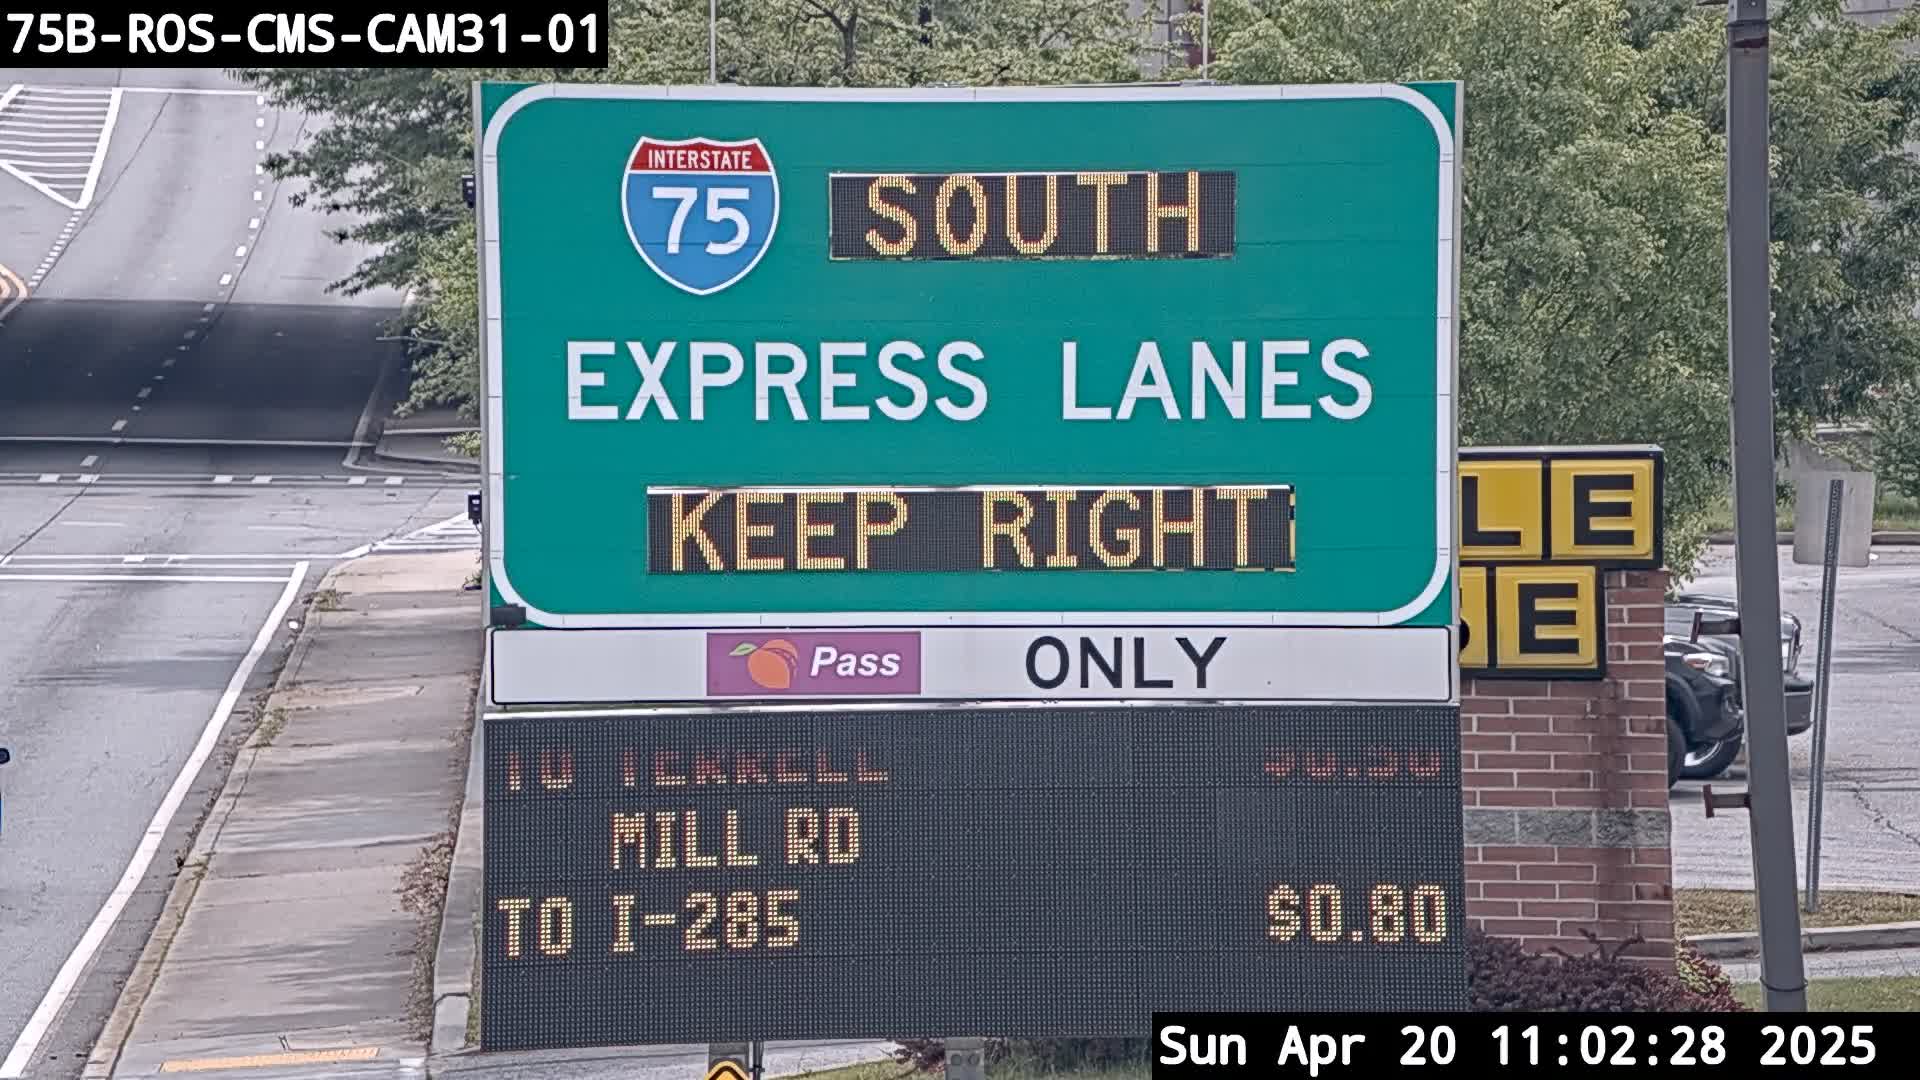 75B-ROS-CMS-CAM31-01
INTERSTATE
75
SOUTH
EXPRESS LANES
KEEP RIGHT
LE
E
Pass ONLY
TO
MILL RD
TO I-285 $0.80
Sun Apr 20 11:02:28 2025